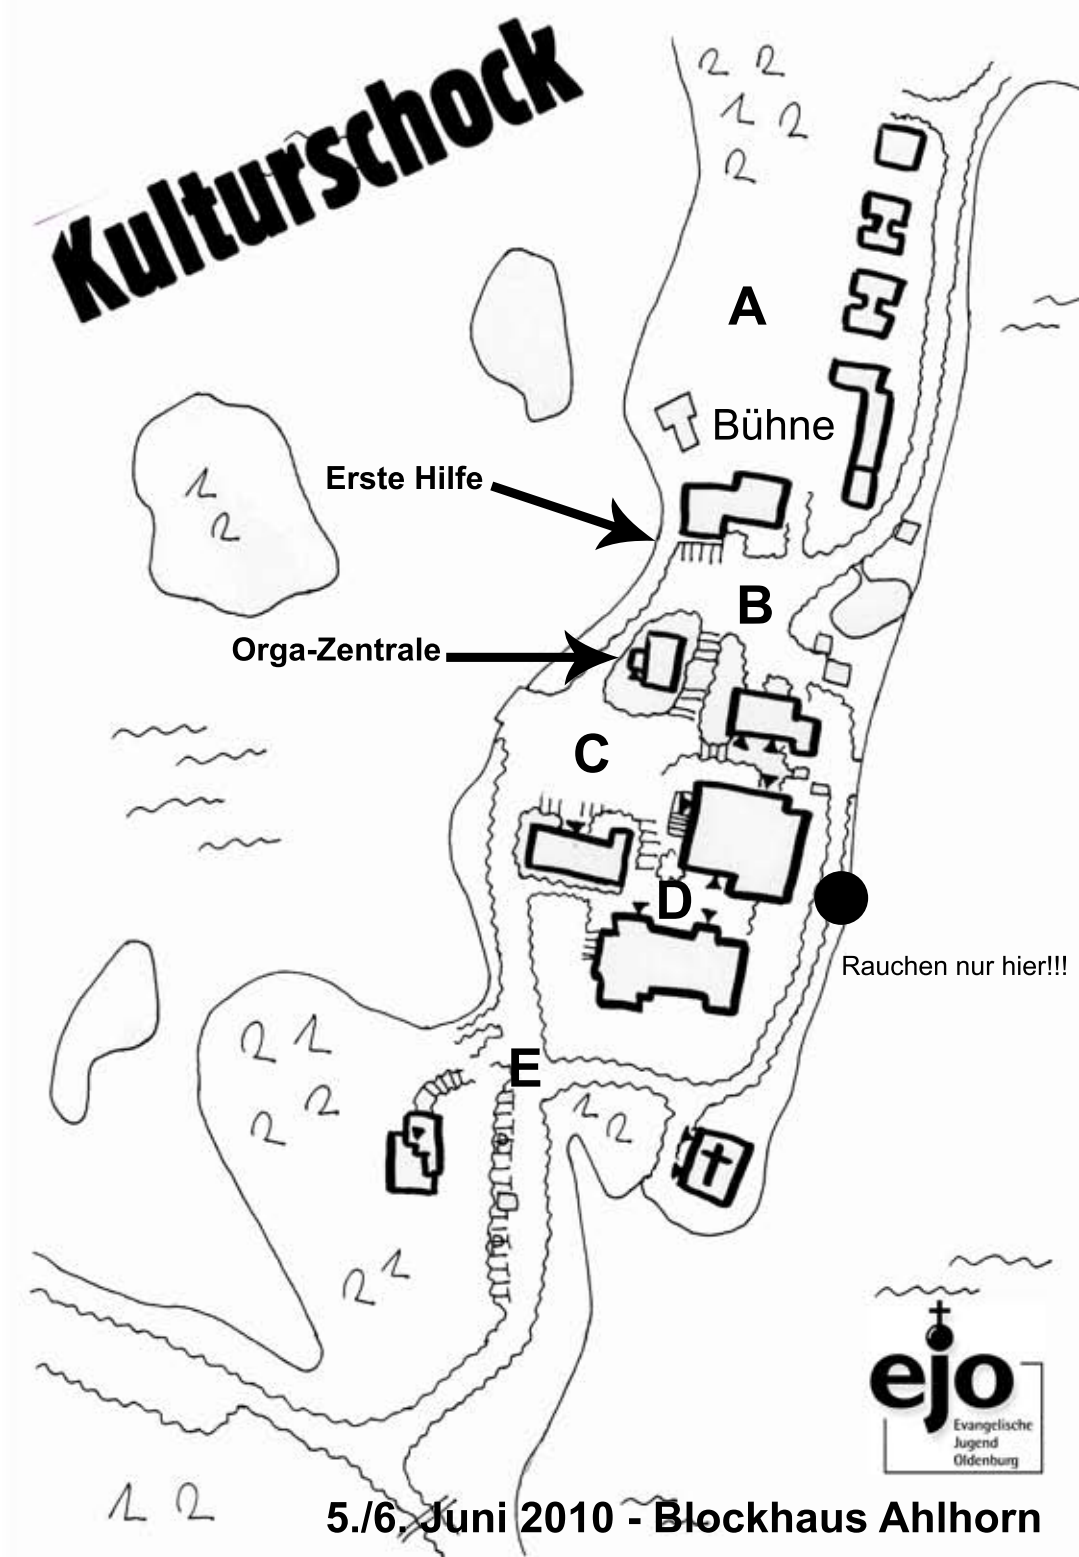 Kulturschock
A
Bühne
Erste Hilfe
B
Orga-Zentrale
C
D
Rauchen nur hier!!!
E
ejo
Evangelische
Jugend
Oldenburg
5./6. Juni 2010 - Blockhaus Ahlhorn